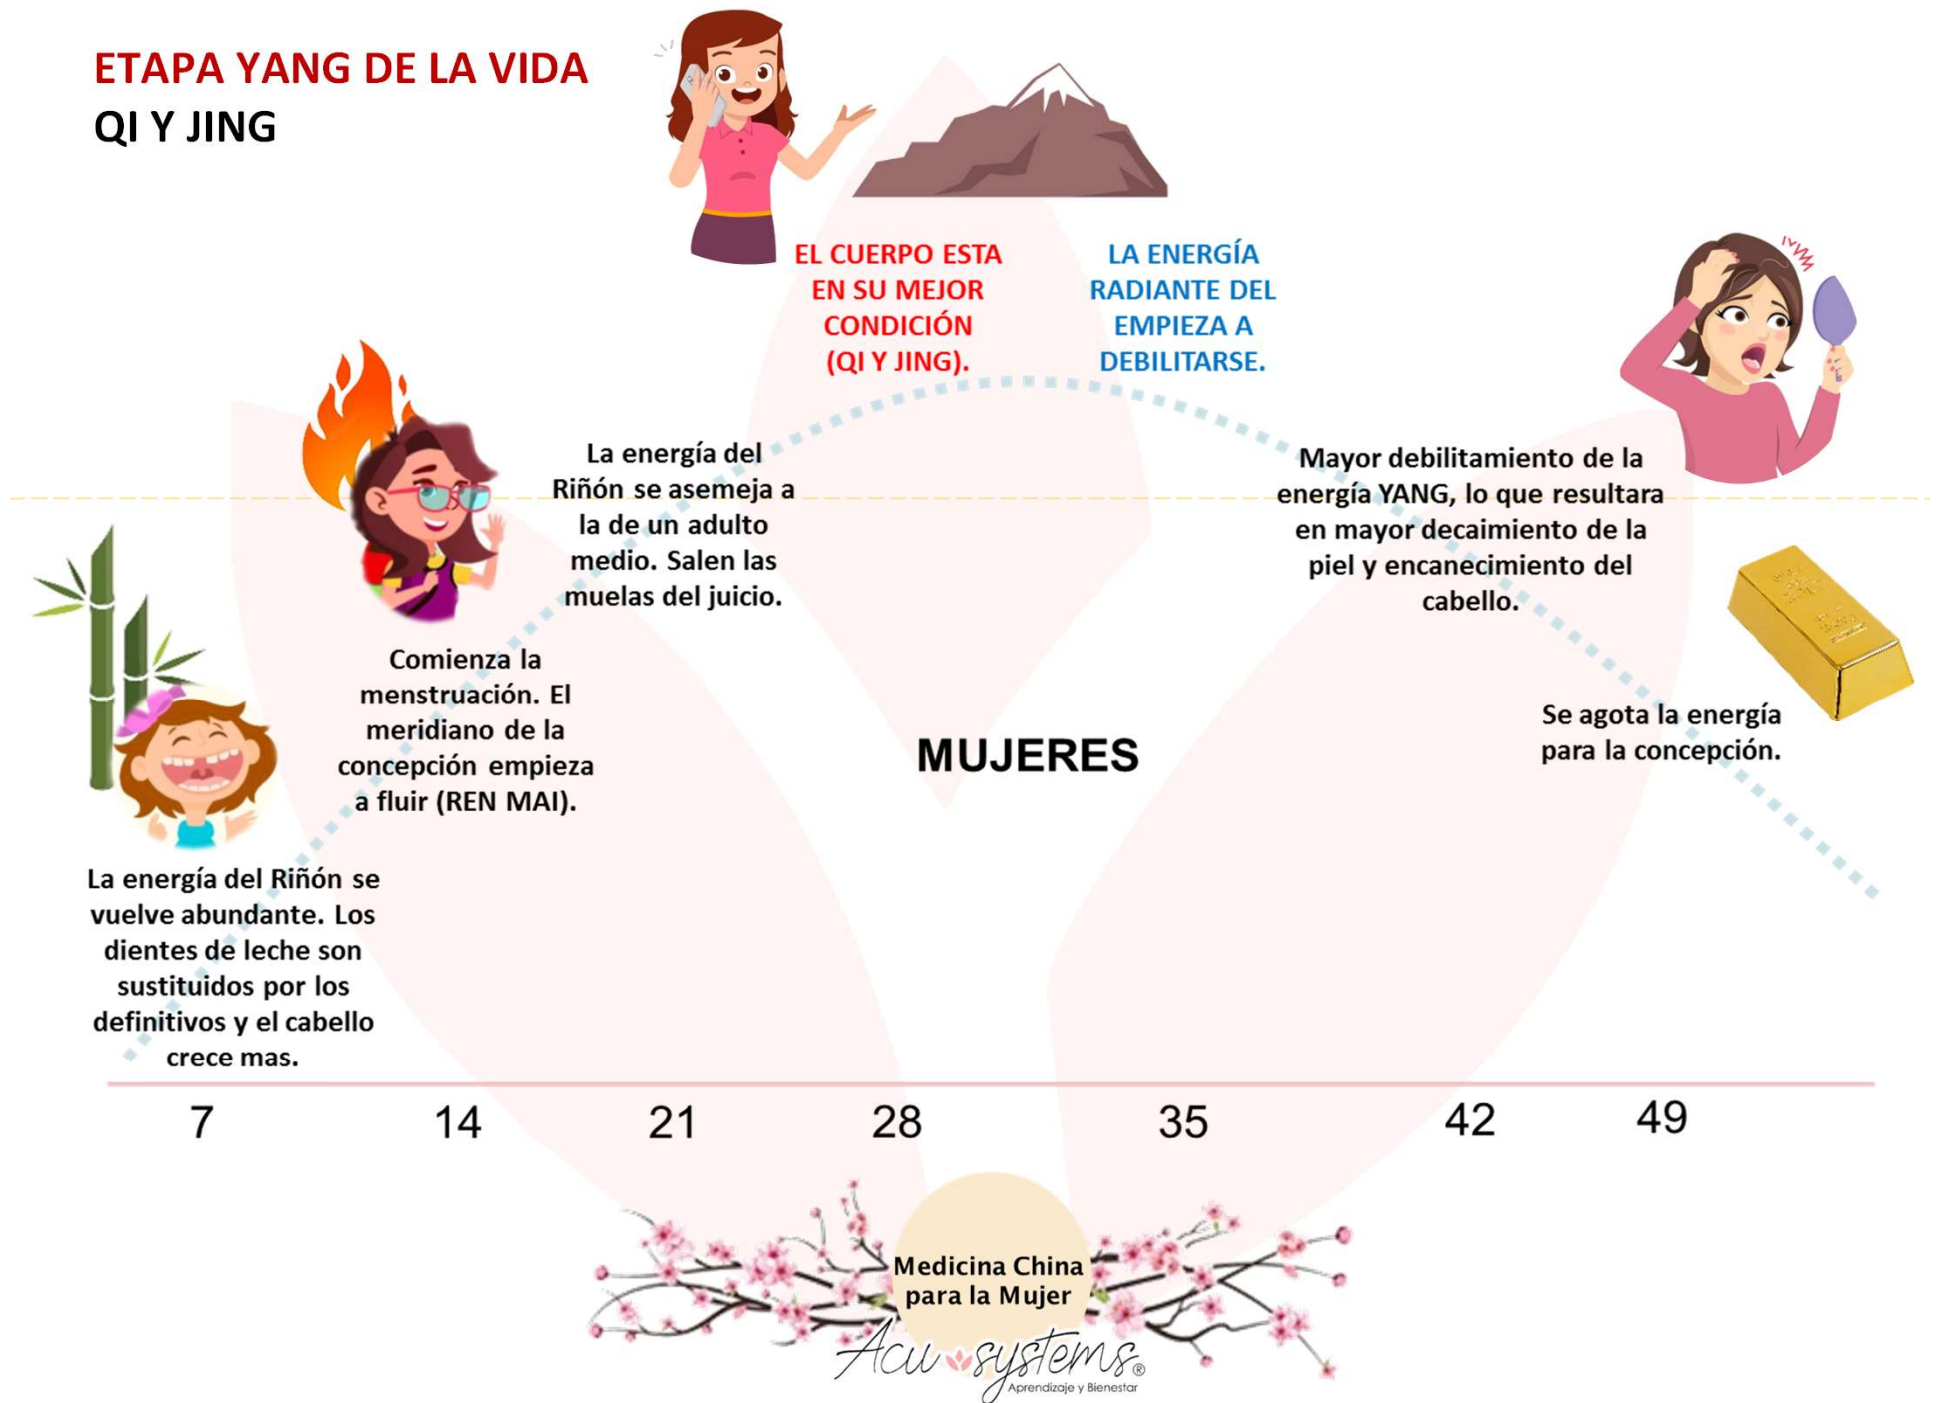 ETAPA YANG DE LA VIDA
QI Y JING
EL CUERPO ESTA
EN SU MEJOR
CONDICIÓN
(QI Y JING).
LA ENERGÍA
RADIANTE DEL
EMPIEZA A
DEBILITARSE.
La energía del
Riñón se asemeja a
la de un adulto
medio. Salen las
muelas del juicio.
Mayor debilitamiento de la
energía YANG, lo que resultara
en mayor decaimiento de la
piel y encanecimiento del
cabello.
Comienza la
menstruación. El
meridiano de la
concepción empieza
a fluir (REN MAI).
MUJERES
Se agota la energía
para la concepción.
La energía del Riñón se
vuelve abundante. Los
dientes de leche son
sustituidos por los
definitivos y el cabello
crece mas.
7 14 21 28 35 42 49
Medicina China
para la Mujer
Acu systems®
Aprendizaje y Bienestar